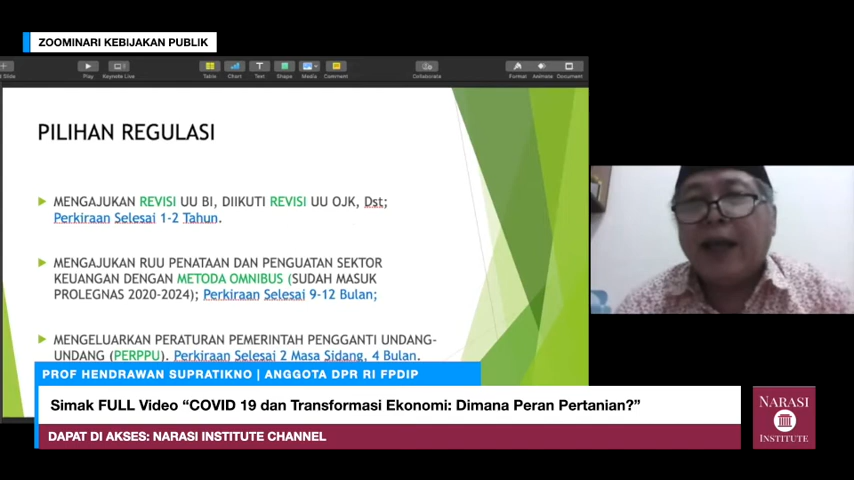 ZOOMINARI KEBIJAKAN PUBLIK
Slide
Play
Keynote Live
Table
Chart
Text
Shape
Media
Comment
Collaborate
Format
Animate
Document
PILIHAN REGULASI
MENGAJUKAN REVISI UU BI, DIIKUTI REVISI UU OJK, Dst;
Perkiraan Selesai 1-2 Tahun.
MENGAJUKAN RUU PENATAAN DAN PENGUATAN SEKTOR
KEUANGAN DENGAN METODA OMNIBUS (SUDAH MASUK
PROLEGNAS 2020-2024); Perkiraan Selesai 9-12 Bulan;
MENGELUARKAN PERATURAN PEMERINTAH PENGGANTI UNDANG-
UNDANG (PERPPU). Perkiraan Selesai 2 Masa Sidang, 4 Bulan.
PROF HENDRAWAN SUPRATIKNO | ANGGOTA DPR RI FPDIP
Simak FULL Video “COVID 19 dan Transformasi Ekonomi: Dimana Peran Pertanian?”
DAPAT DI AKSES: NARASI INSTITUTE CHANNEL
NARASI
INSTITUTE